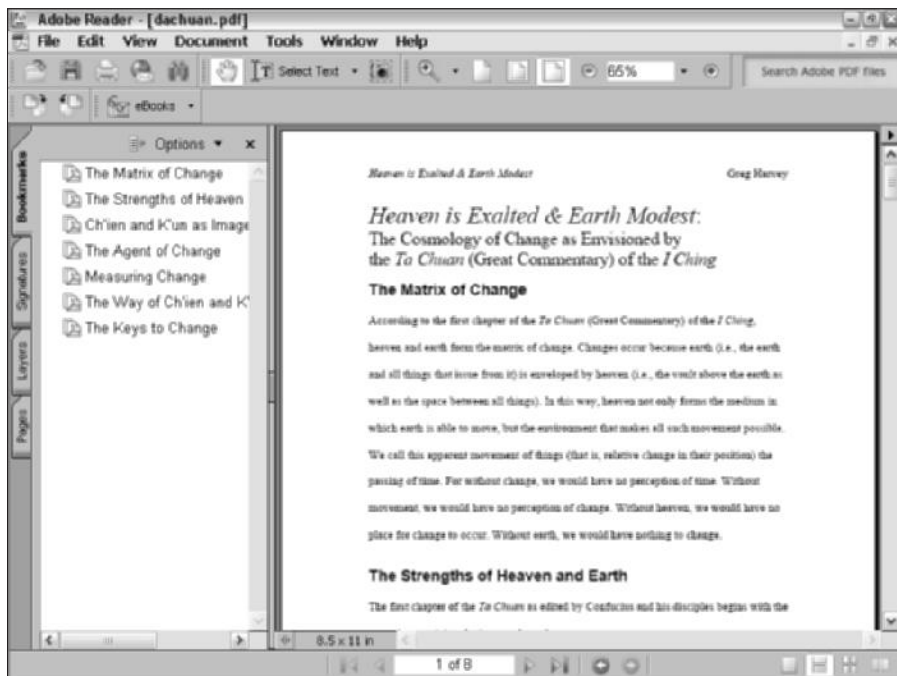 Adobe Reader - [dachuan.pdf]
File Edit View Document Tools Window Help
Select Text 65% Search Adobe PDF files
eBooks
Options
Bookmarks
Signatures
Layers
Pages
The Matrix of Change
The Strengths of Heaven
Ch'ien and K'un as Image
The Agent of Change
Measuring Change
The Way of Ch'ien and K'
The Keys to Change
Heaven is Exalted & Earth Modest Greg Harvey
Heaven is Exalted & Earth Modest:
The Cosmology of Change as Envisioned by
the Ta Chuan (Great Commentary) of the I Ching
The Matrix of Change
According to the first chapter of the Ta Chuan (Great Commentary) of the I Ching,
heaven and earth form the matrix of change. Changes occur because earth (i.e., the earth
and all things that issue from it) is enveloped by heaven (i.e., the vault above the earth as
well as the space between all things). In this way, heaven not only forms the medium in
which earth is able to move, but the environment that makes all such movement possible.
We call this apparent movement of things (that is, relative change in their position) the
passing of time. For without change, we would have no perception of time. Without
movement, we would have no perception of change. Without heaven, we would have no
place for change to occur. Without earth, we would have nothing to change.
The Strengths of Heaven and Earth
The first chapter of the Ta Chuan as edited by Confucius and his disciples begins with the
8.5 x 11 in
1 of 8